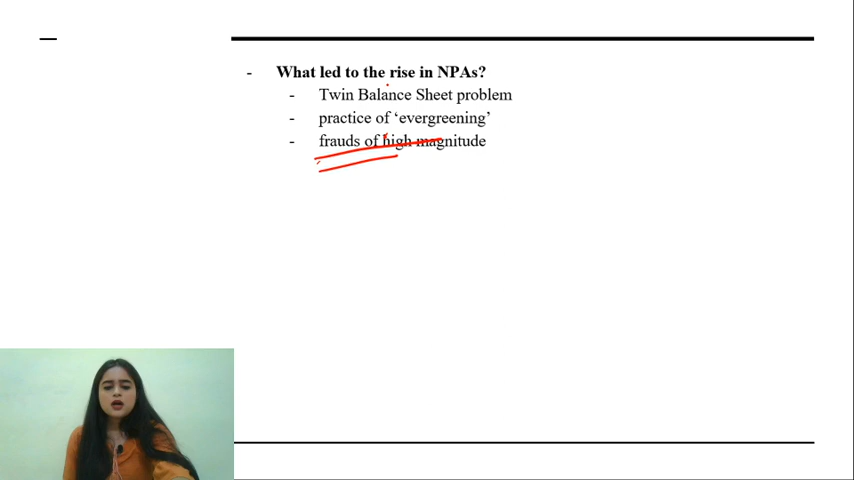 - What led to the rise in NPAs?
- Twin Balance Sheet problem
- practice of ‘evergreening’
- frauds of high magnitude